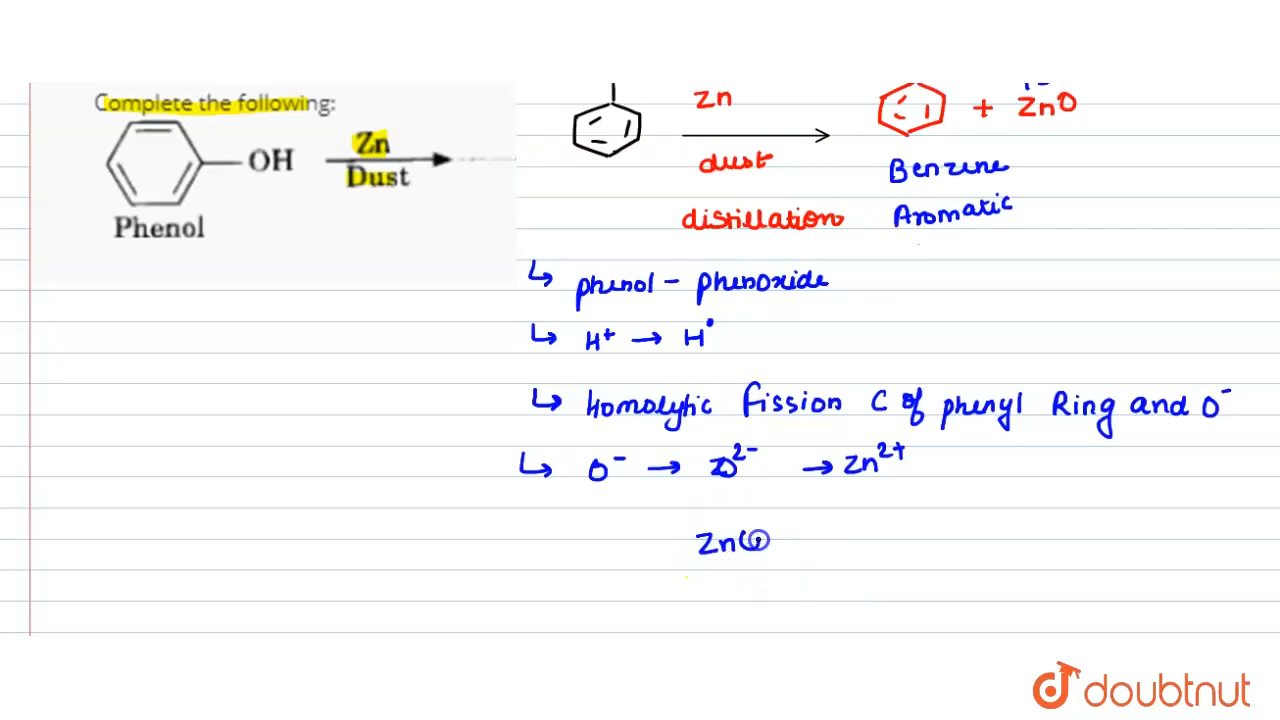 Complete the following:
OH
Zn
Dust
Phenol
Zn
dust
distillation
+ ZnO
Benzene
Aromatic
↳ phenol - phenoxide
↳ H+ → H•
↳ Homolytic fission C of phenyl Ring and O⁻
↳ O⁻ → O²⁻ → Zn²⁺
Zn
doubtnut